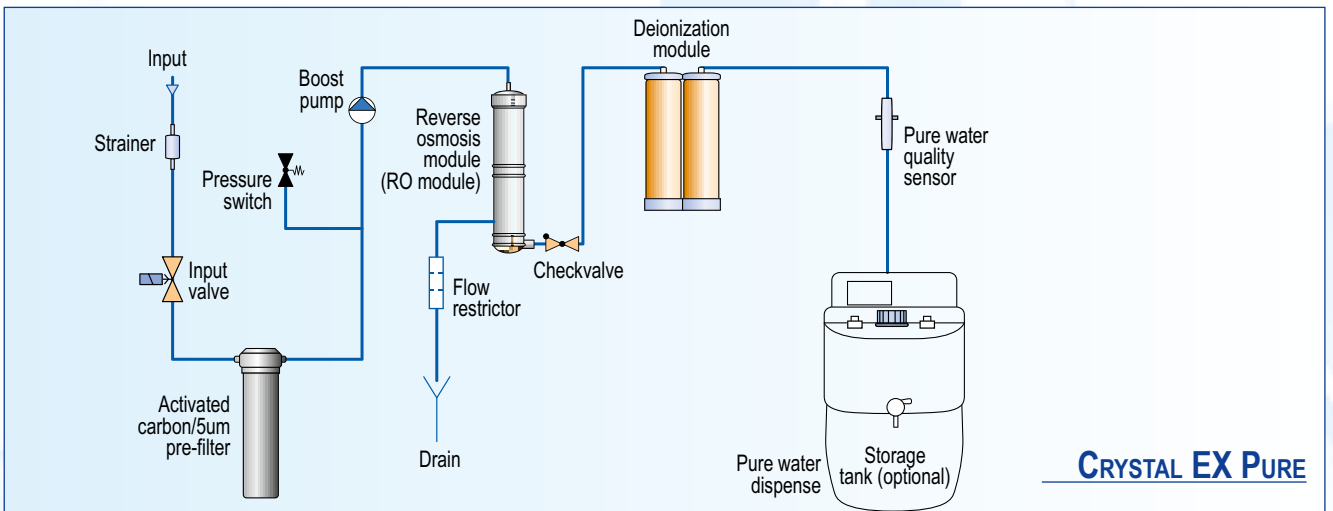 Input
Strainer
Input
valve
Activated
carbon/5um
pre-filter
Pressure
switch
Boost
pump
Reverse
osmosis
module
(RO module)
Flow
restrictor
Drain
Checkvalve
Deionization
module
Pure water
quality
sensor
Pure water
dispense
Storage
tank (optional)
CRYSTAL EX PURE